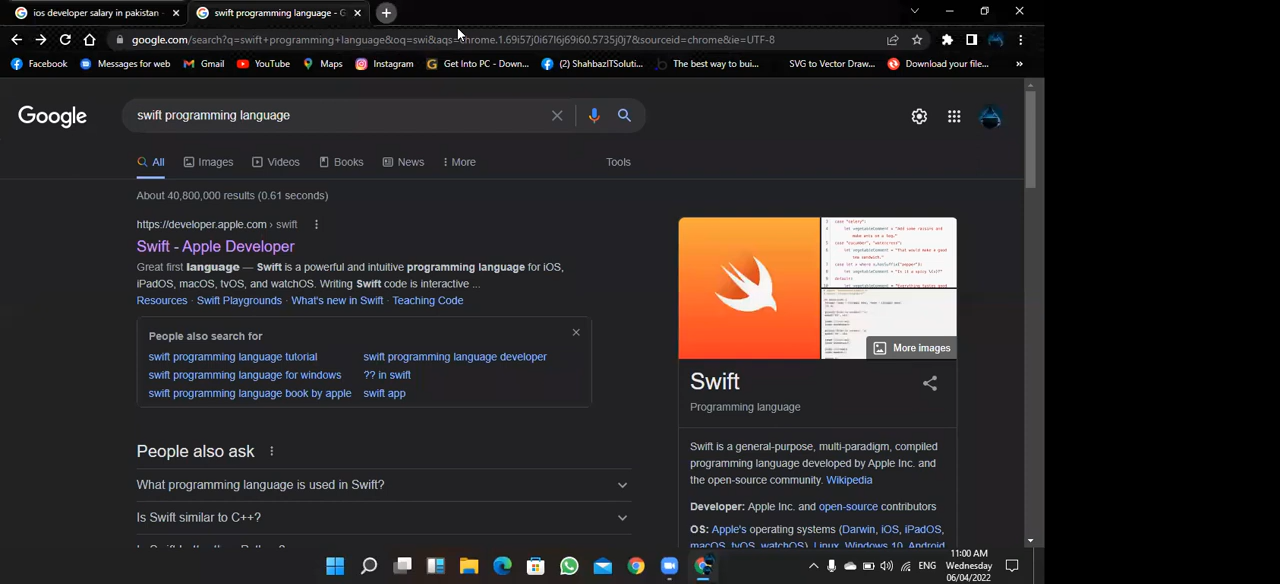 ios developer salary in pakistan
swift programming language - G
google.com/search?q=swift+programming+language&oq=swi&aqs=chrome.1.69i57j0i67l6j69i60.5735j0j7&sourceid=chrome&ie=UTF-8
Facebook
Messages for web
Gmail
YouTube
Maps
Instagram
Get Into PC - Down...
(2) ShahbazITSoluti...
The best way to bui...
SVG to Vector Draw...
Download your file...
»
Google
swift programming language
All
Images
Videos
Books
News
More
Tools
About 40,800,000 results (0.61 seconds)
https://developer.apple.com › swift
Swift - Apple Developer
Great first language — Swift is a powerful and intuitive programming language for iOS,
iPadOS, macOS, tvOS, and watchOS. Writing Swift code is interactive ...
Resources · Swift Playgrounds · What's new in Swift · Teaching Code
People also search for
swift programming language tutorial
swift programming language developer
swift programming language for windows
?? in swift
swift programming language book by apple
swift app
People also ask
What programming language is used in Swift?
Is Swift similar to C++?
More images
Swift
Programming language
Swift is a general-purpose, multi-paradigm, compiled
programming language developed by Apple Inc. and
the open-source community. Wikipedia
Developer: Apple Inc. and open-source contributors
OS: Apple's operating systems (Darwin, iOS, iPadOS,
macOS, tvOS, watchOS), Linux, Windows 10, Android
ENG
11:00 AM
Wednesday
06/04/2022